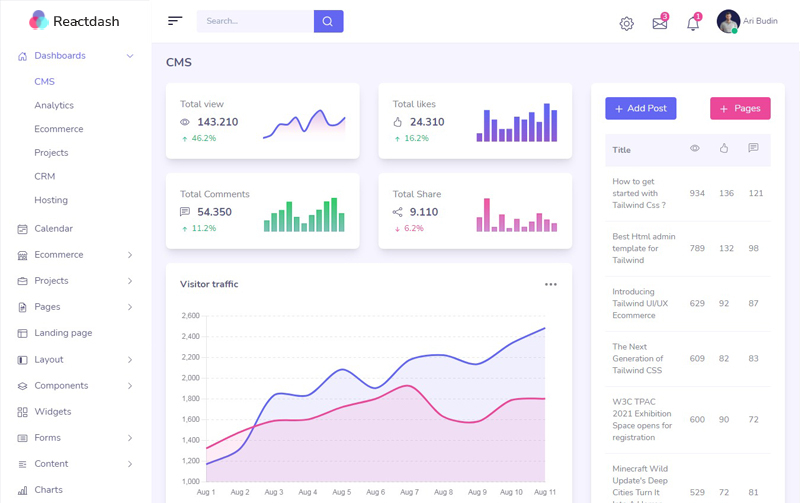 Reactdash
Search...
3
1
Ari Budin
Dashboards
CMS
Analytics
Ecommerce
Projects
CRM
Hosting
Calendar
Ecommerce
Projects
Pages
Landing page
Layout
Components
Widgets
Forms
Content
Charts
CMS
Total view
143.210
46.2%
Total likes
24.310
16.2%
Total Comments
54.350
11.2%
Total Share
9.110
6.2%
Visitor traffic
2,600
2,400
2,200
2,000
1,800
1,600
1,400
1,200
1,000
Aug 1 Aug 2 Aug 3 Aug 4 Aug 5 Aug 6 Aug 7 Aug 8 Aug 9 Aug 10 Aug 11
+ Add Post
+ Pages
Title
How to get
started with
Tailwind Css ?
934 136 121
Best Html admin
template for
Tailwind
789 132 98
Introducing
Tailwind UI/UX
Ecommerce
629 92 87
The Next
Generation of
Tailwind CSS
609 82 83
W3C TPAC
2021 Exhibition
Space opens for
registration
600 90 72
Minecraft Wild
Update's Deep
Cities Turn It
529 72 81